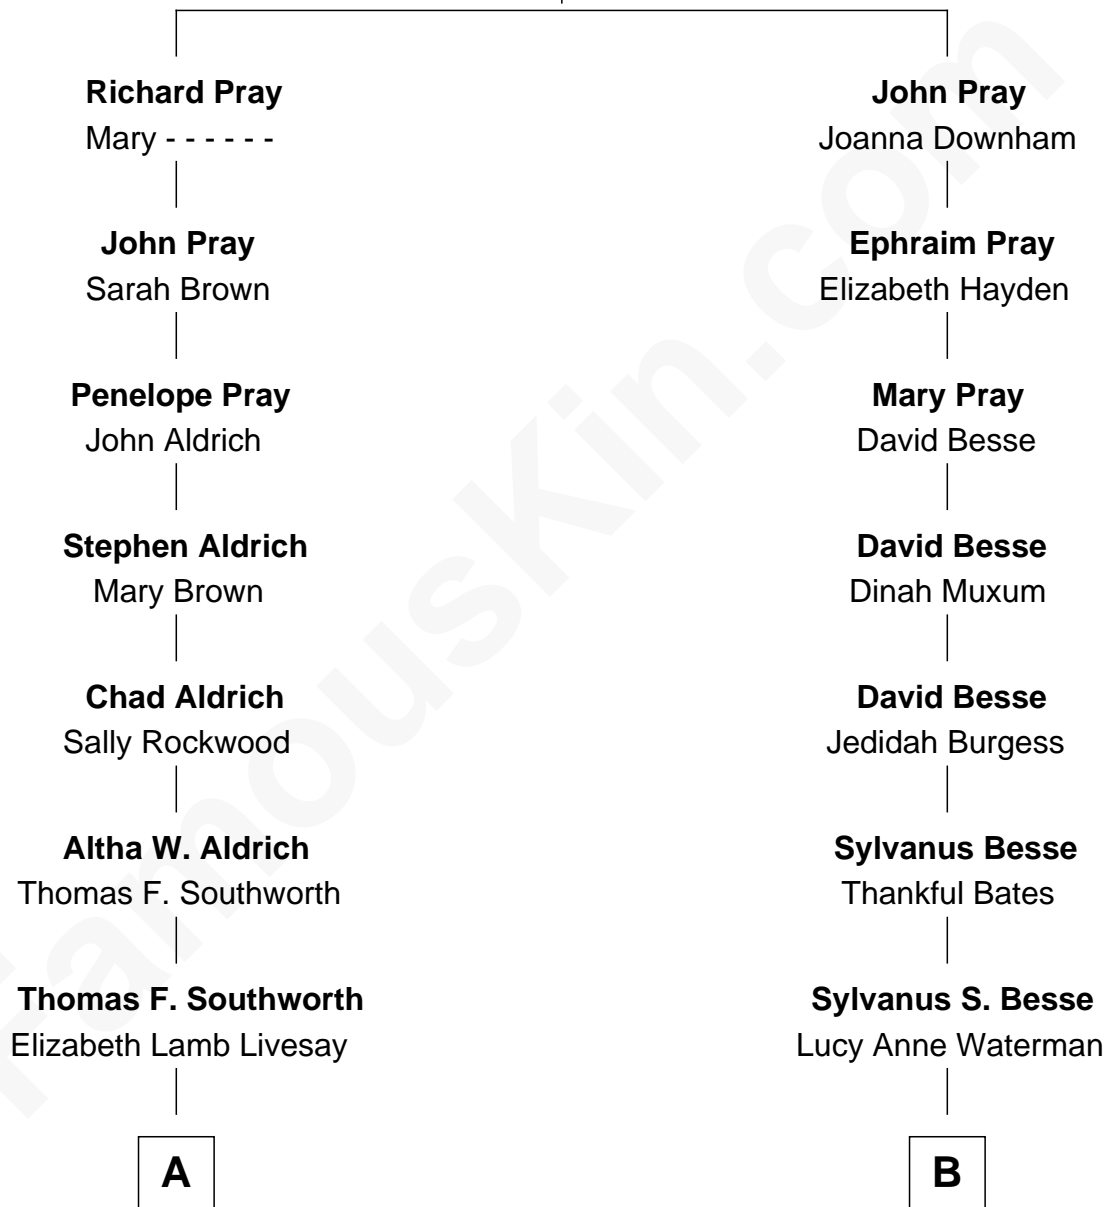 Richard Pray
Mary - - - - - -
John Pray
Sarah Brown
Penelope Pray
John Aldrich
Stephen Aldrich
Mary Brown
Chad Aldrich
Sally Rockwood
Altha W. Aldrich
Thomas F. Southworth
Thomas F. Southworth
Elizabeth Lamb Livesay
A
John Pray
Joanna Downham
Ephraim Pray
Elizabeth Hayden
Mary Pray
David Besse
David Besse
Dinah Muxum
David Besse
Jedidah Burgess
Sylvanus Besse
Thankful Bates
Sylvanus S. Besse
Lucy Anne Waterman
B
FamousKin.com